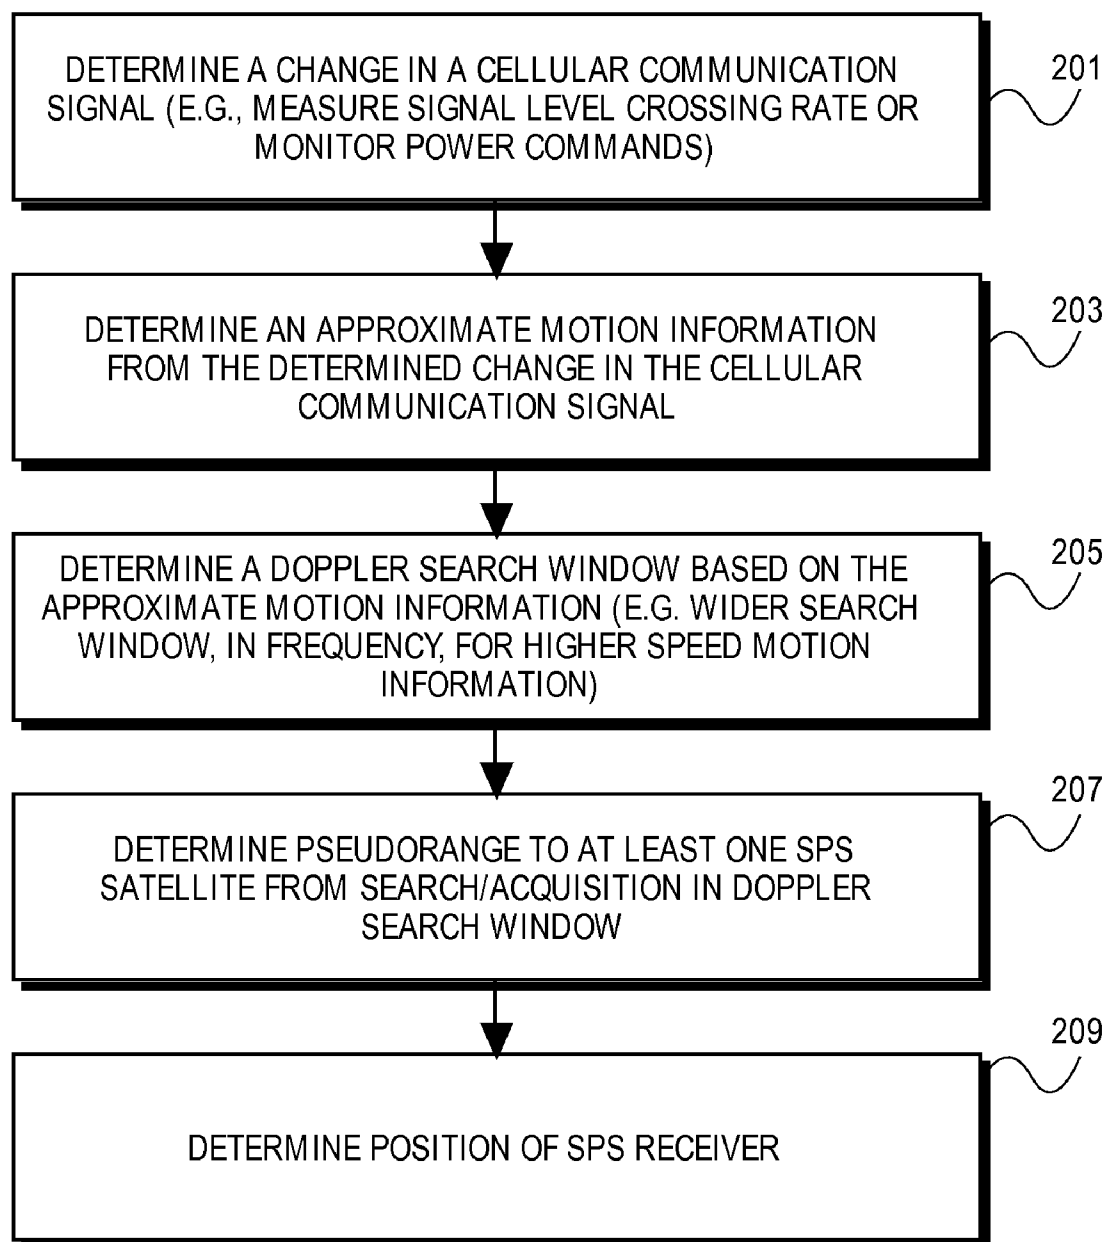 DETERMINE A CHANGE IN A CELLULAR COMMUNICATION
SIGNAL (E.G., MEASURE SIGNAL LEVEL CROSSING RATE OR
MONITOR POWER COMMANDS)
201
DETERMINE AN APPROXIMATE MOTION INFORMATION
FROM THE DETERMINED CHANGE IN THE CELLULAR
COMMUNICATION SIGNAL
203
DETERMINE A DOPPLER SEARCH WINDOW BASED ON THE
APPROXIMATE MOTION INFORMATION (E.G. WIDER SEARCH
WINDOW, IN FREQUENCY, FOR HIGHER SPEED MOTION
INFORMATION)
205
DETERMINE PSEUDORANGE TO AT LEAST ONE SPS
SATELLITE FROM SEARCH/ACQUISITION IN DOPPLER
SEARCH WINDOW
207
DETERMINE POSITION OF SPS RECEIVER
209